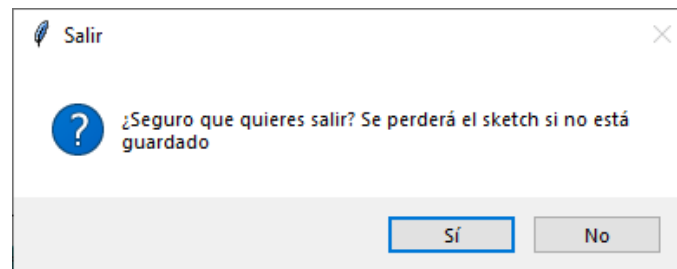 Salir
¿Seguro que quieres salir? Se perderá el sketch si no está
guardado
Sí
No